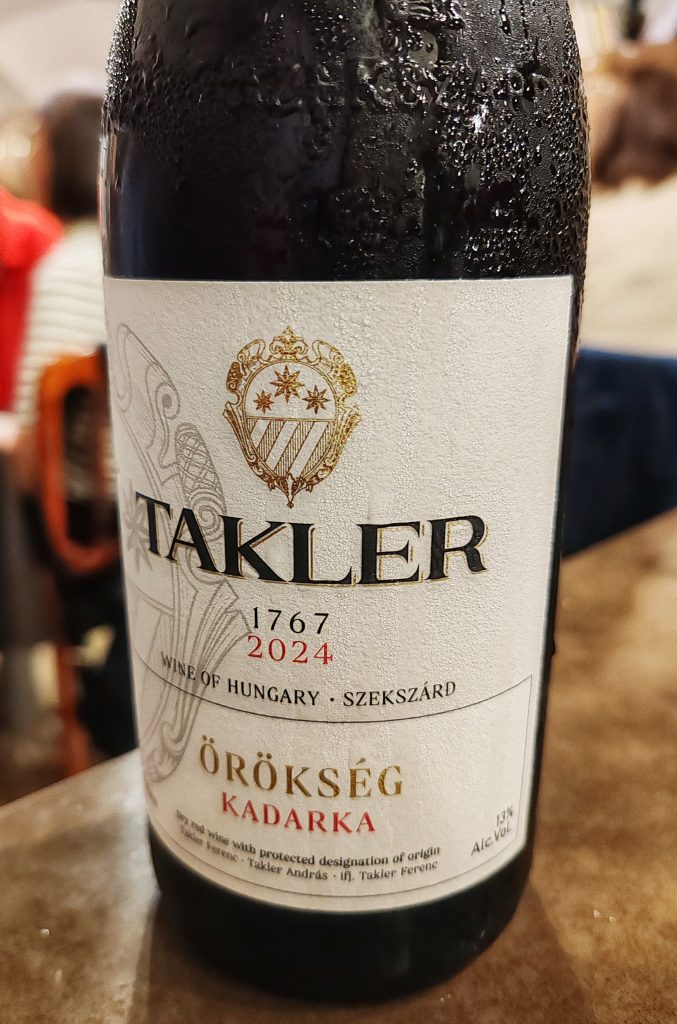 TAKLER
1767
2024
WINE OF HUNGARY · SZEKSZÁRD
ÖRÖKSÉG
KADARKA
Dry red wine with protected designation of origin
Takler Ferenc · Takler András · ifj. Takler Ferenc
13%
Alc.Vol.